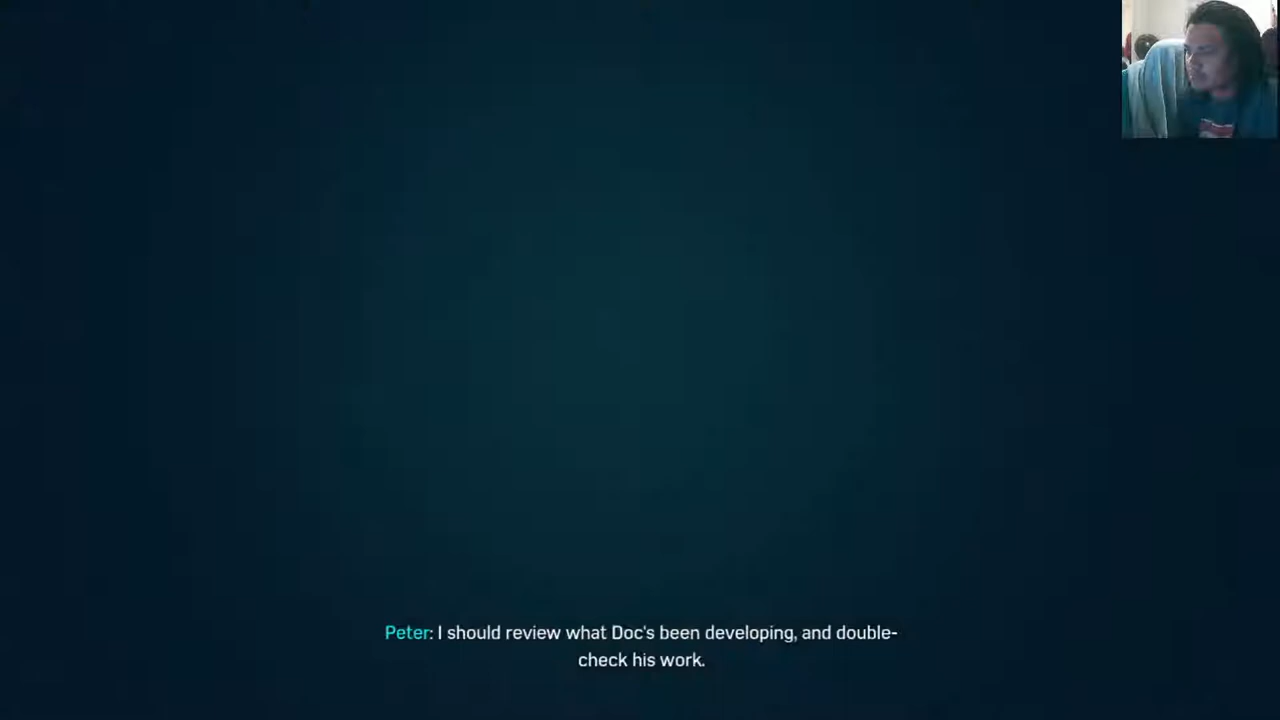 Peter: I should review what Doc's been developing, and double-
check his work.